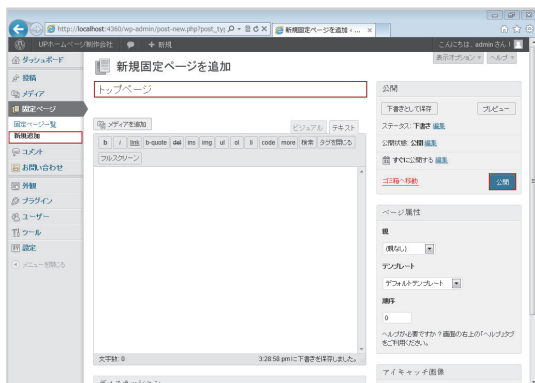 http://localhost:4360/wp-admin/post-new.php?post_typ
新規固定ページを追加 ‹ ...
UPホームページ制作会社
+ 新規
こんにちは、admin さん！
表示オプション
ヘルプ
ダッシュボード
投稿
メディア
固定ページ
固定ページ一覧
新規追加
コメント
お問い合わせ
外観
プラグイン
ユーザー
ツール
設定
メニューを閉じる
新規固定ページを追加
トップページ
メディアを追加
ビジュアル
テキスト
b i link b-quote del ins img ul ol li code more 検索 タグを閉じる
フルスクリーン
文字数: 0
3:28:58 pm に下書きを保存しました。
公開
下書きとして保存
プレビュー
ステータス: 下書き 編集
公開状態: 公開 編集
すぐに公開する 編集
ゴミ箱へ移動
公開
ページ属性
親
(親なし)
テンプレート
デフォルトテンプレート
順序
0
ヘルプが必要ですか ? 画面の右上の「ヘルプ」タブ
をご利用ください。
アイキャッチ画像